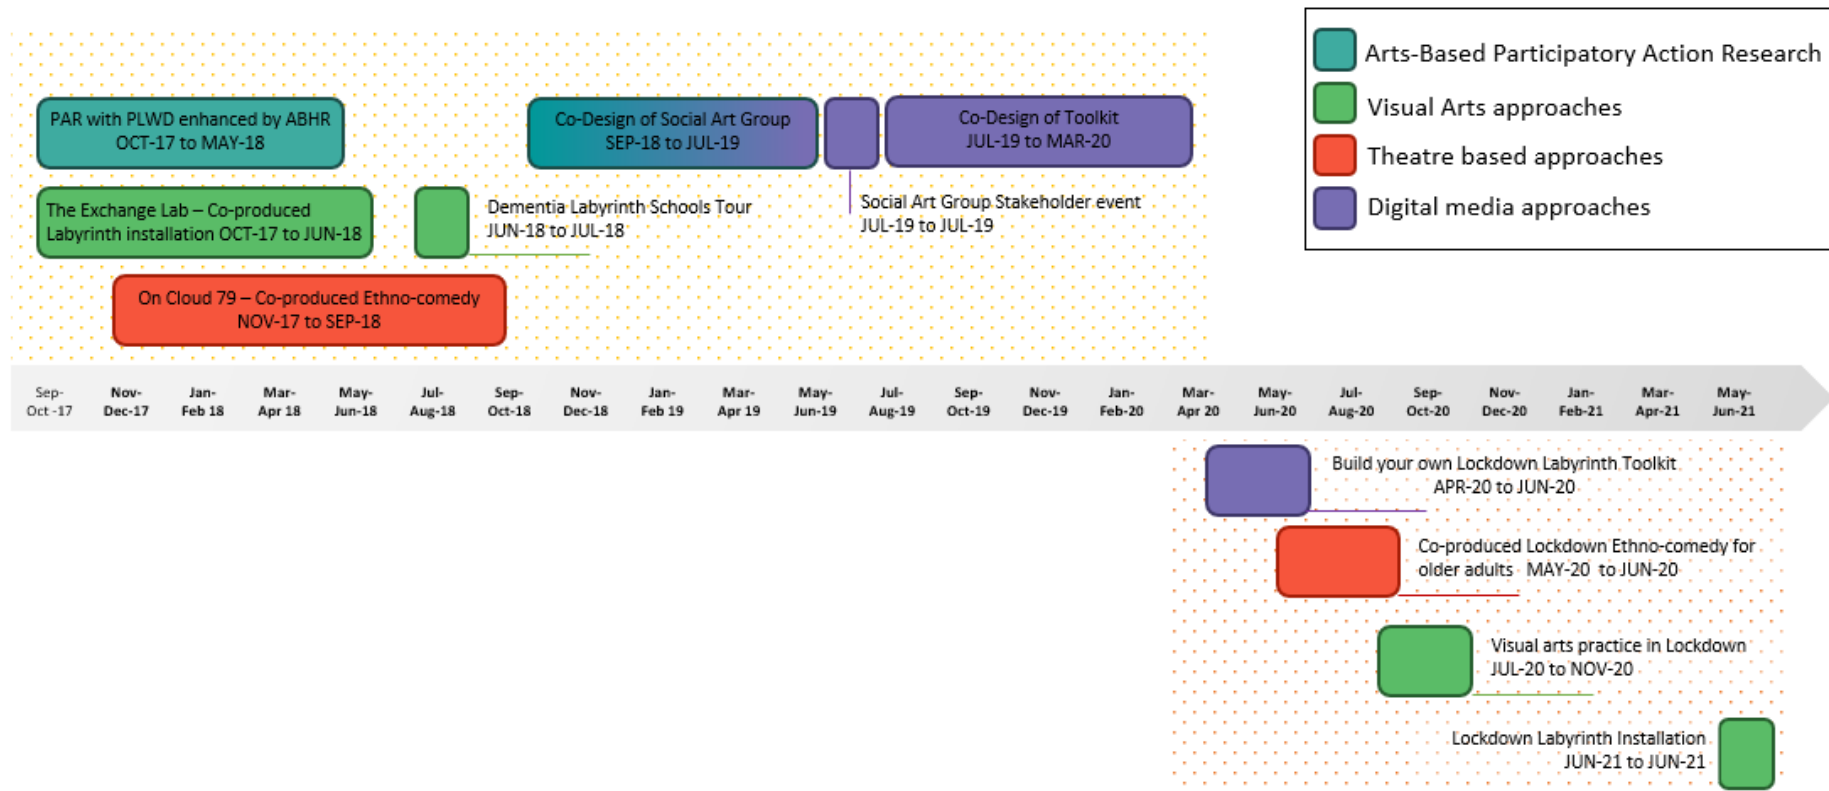 Arts-Based Participatory Action Research
Visual Arts approaches
Theatre based approaches
Digital media approaches
PAR with PLWD enhanced by ABHR
OCT-17 to MAY-18
Co-Design of Social Art Group
SEP-18 to JUL-19
Co-Design of Toolkit
JUL-19 to MAR-20
The Exchange Lab – Co-produced
Labyrinth installation OCT-17 to JUN-18
Dementia Labyrinth Schools Tour
JUN-18 to JUL-18
Social Art Group Stakeholder event
JUL-19 to JUL-19
On Cloud 79 – Co-produced Ethno-comedy
NOV-17 to SEP-18
Sep-
Oct -17
Nov-
Dec-17
Jan-
Feb 18
Mar-
Apr 18
May-
Jun-18
Jul-
Aug-18
Sep-
Oct-18
Nov-
Dec-18
Jan-
Feb 19
Mar-
Apr 19
May-
Jun-19
Jul-
Aug-19
Sep-
Oct-19
Nov-
Dec-19
Jan-
Feb-20
Mar-
Apr 20
May-
Jun-20
Jul-
Aug-20
Sep-
Oct-20
Nov-
Dec-20
Jan-
Feb-21
Mar-
Apr-21
May-
Jun-21
Build your own Lockdown Labyrinth Toolkit
APR-20 to JUN-20
Co-produced Lockdown Ethno-comedy for
older adults MAY-20 to JUN-20
Visual arts practice in Lockdown
JUL-20 to NOV-20
Lockdown Labyrinth Installation
JUN-21 to JUN-21